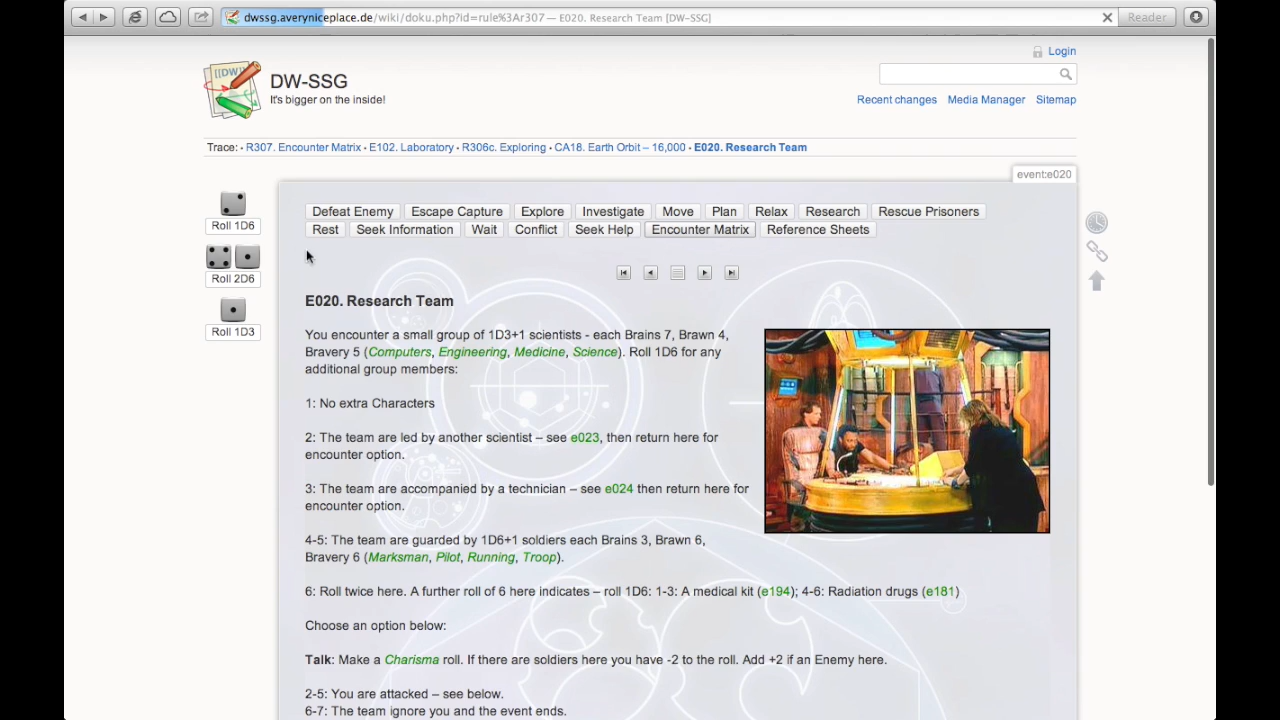 dwssg.averyniceplace.de/wiki/doku.php?id=rule%3Ar307 — E020. Research Team [DW-SSG]
Reader
Login
[[DW]]
DW-SSG
It's bigger on the inside!
Recent changes Media Manager Sitemap
Trace: • R307. Encounter Matrix • E102. Laboratory • R306c. Exploring • CA18. Earth Orbit – 16,000 • E020. Research Team
event:e020
Roll 1D6
Roll 2D6
Roll 1D3
Defeat Enemy Escape Capture Explore Investigate Move Plan Relax Research Rescue Prisoners
Rest Seek Information Wait Conflict Seek Help Encounter Matrix Reference Sheets
E020. Research Team
You encounter a small group of 1D3+1 scientists - each Brains 7, Brawn 4,
Bravery 5 (Computers, Engineering, Medicine, Science). Roll 1D6 for any
additional group members:
1: No extra Characters
2: The team are led by another scientist – see e023, then return here for
encounter option.
3: The team are accompanied by a technician – see e024 then return here for
encounter option.
4-5: The team are guarded by 1D6+1 soldiers each Brains 3, Brawn 6,
Bravery 6 (Marksman, Pilot, Running, Troop).
6: Roll twice here. A further roll of 6 here indicates – roll 1D6: 1-3: A medical kit (e194); 4-6: Radiation drugs (e181)
Choose an option below:
Talk: Make a Charisma roll. If there are soldiers here you have -2 to the roll. Add +2 if an Enemy here.
2-5: You are attacked – see below.
6-7: The team ignore you and the event ends.